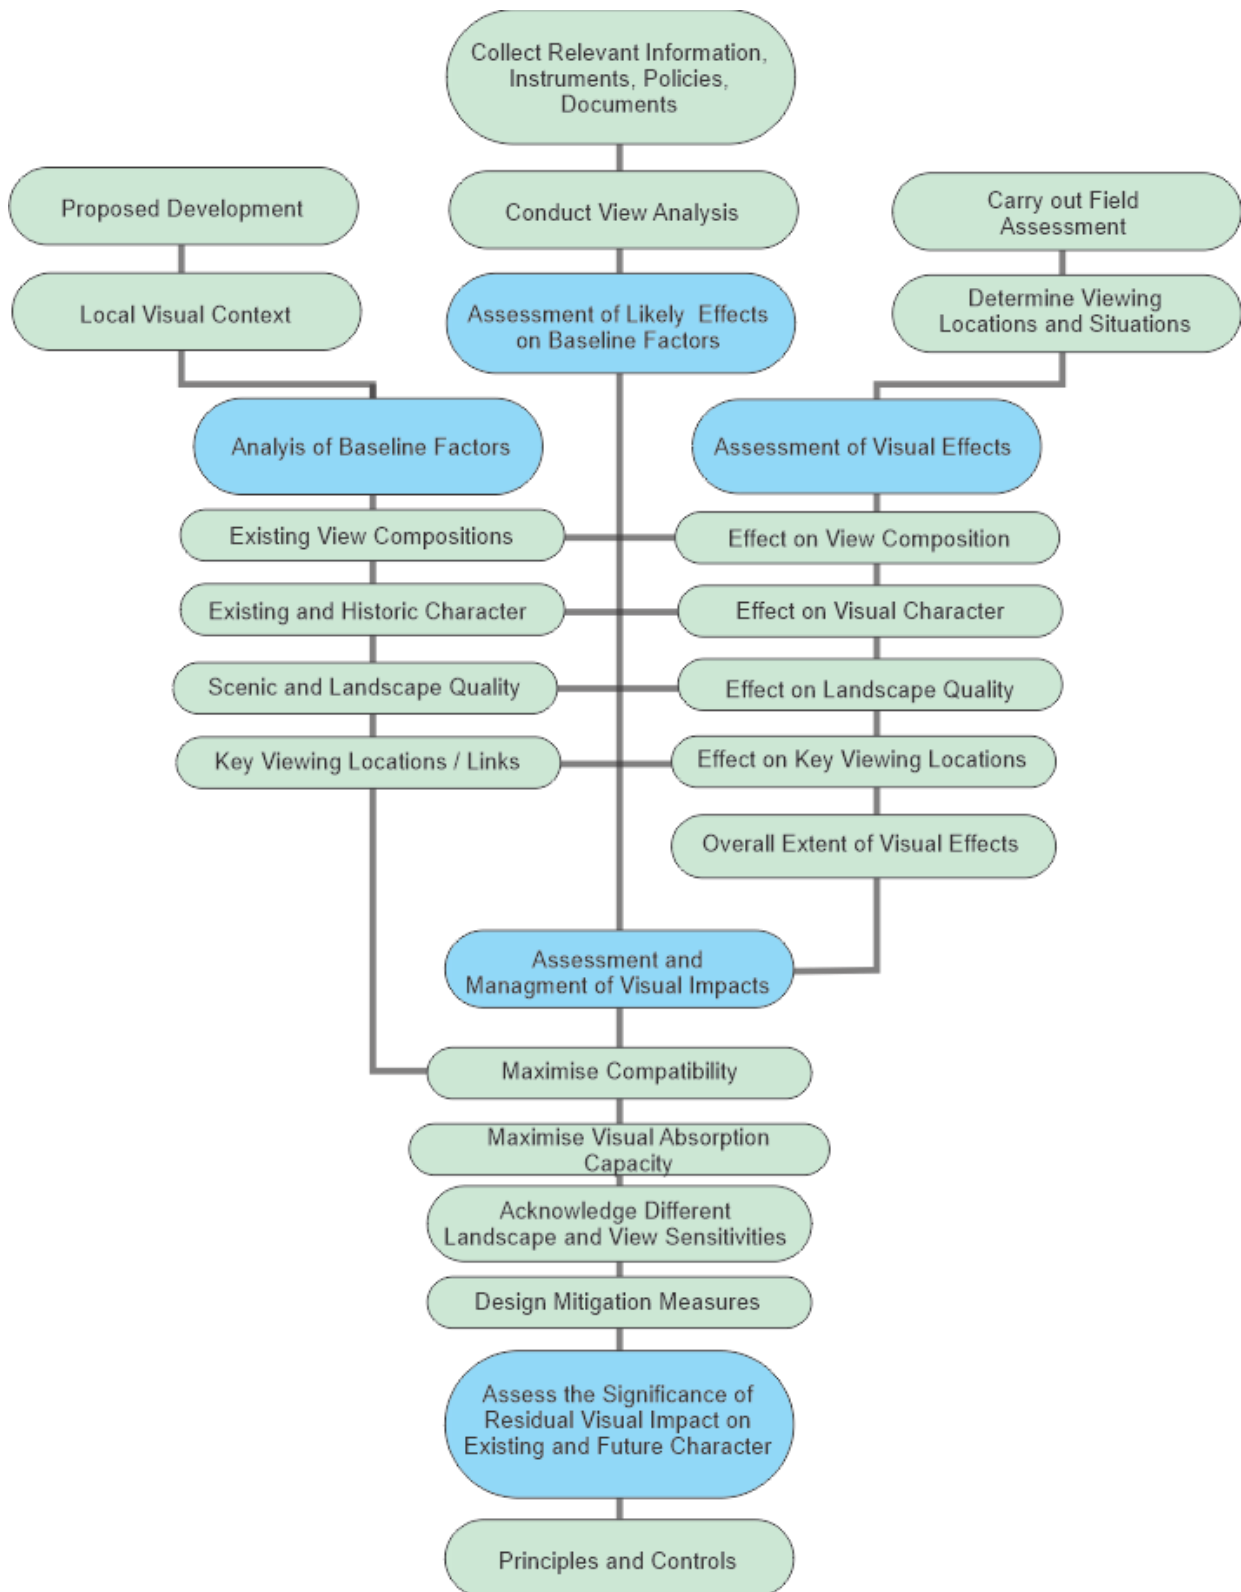 Collect Relevant Information,
Instruments, Policies,
Documents
Proposed Development
Conduct View Analysis
Carry out Field
Assessment
Local Visual Context
Assessment of Likely Effects
on Baseline Factors
Determine Viewing
Locations and Situations
Analyis of Baseline Factors
Assessment of Visual Effects
Existing View Compositions
Effect on View Composition
Existing and Historic Character
Effect on Visual Character
Scenic and Landscape Quality
Effect on Landscape Quality
Key Viewing Locations / Links
Effect on Key Viewing Locations
Overall Extent of Visual Effects
Assessment and
Managment of Visual Impacts
Maximise Compatibility
Maximise Visual Absorption
Capacity
Acknowledge Different
Landscape and View Sensitivities
Design Mitigation Measures
Assess the Significance of
Residual Visual Impact on
Existing and Future Character
Principles and Controls